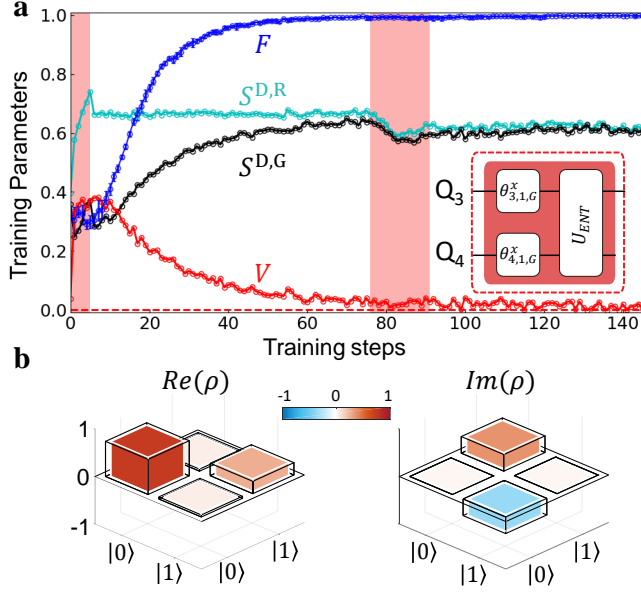 a
1.0
0.8
0.6
0.4
0.2
0.0
Training Parameters
F
S^{D,R}
S^{D,G}
V
Q_3
θ^x_{3,1,G}
Q_4
θ^x_{4,1,G}
U_{ENT}
0 20 40 60 80 100 120 140
Training steps
b
Re(ρ)
-1 0 1
Im(ρ)
1
0
-1
|0⟩
|1⟩
|0⟩
|1⟩
|0⟩
|1⟩
|0⟩
|1⟩